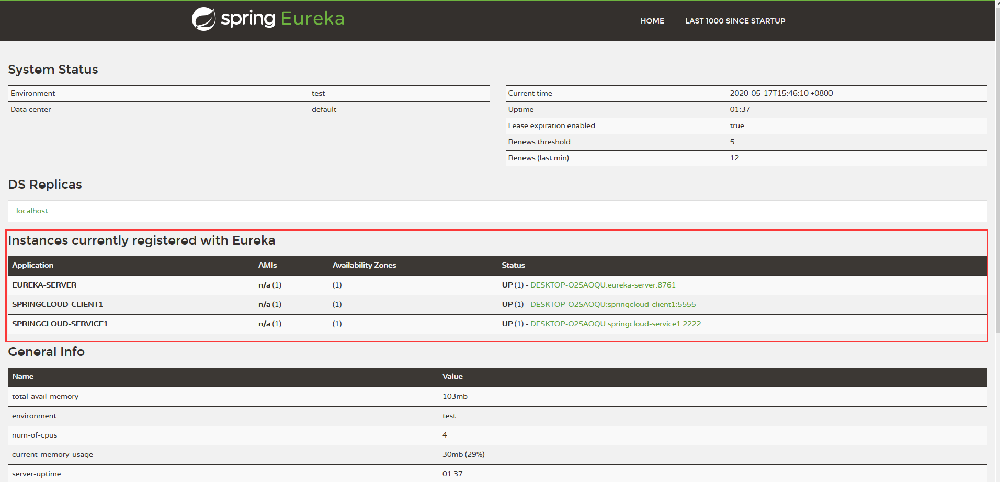 spring Eureka
HOME LAST 1000 SINCE STARTUP
System Status
Environment test
Data center default
Current time 2020-05-17T15:46:10 +0800
Uptime 01:37
Lease expiration enabled true
Renews threshold 5
Renews (last min) 12
DS Replicas
localhost
Instances currently registered with Eureka
Application AMIs Availability Zones Status
EUREKA-SERVER n/a (1) (1) UP (1) - DESKTOP-O2SAOQU:eureka-server:8761
SPRINGCLOUD-CLIENT1 n/a (1) (1) UP (1) - DESKTOP-O2SAOQU:springcloud-client1:5555
SPRINGCLOUD-SERVICE1 n/a (1) (1) UP (1) - DESKTOP-O2SAOQU:springcloud-service1:2222
General Info
Name Value
total-avail-memory 103mb
environment test
num-of-cpus 4
current-memory-usage 30mb (29%)
server-uptime 01:37